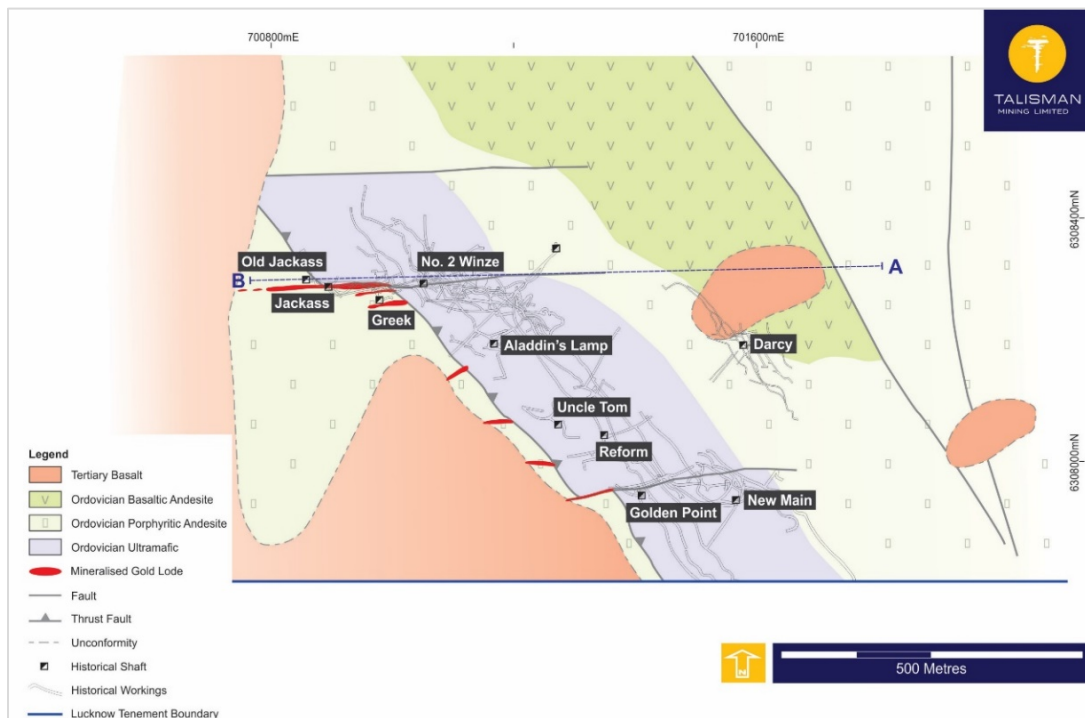 700800mE
701600mE
TALISMAN
MINING LIMITED
6308400mN
Old Jackass
No. 2 Winze
B
A
Jackass
Greek
Aladdin's Lamp
Darcy
Uncle Tom
Reform
6308000mN
Golden Point
New Main
Legend
Tertiary Basalt
V
Ordovician Basaltic Andesite
Ordovician Porphyritic Andesite
Ordovician Ultramafic
Mineralised Gold Lode
Fault
Thrust Fault
Unconformity
Historical Shaft
Historical Workings
Lucknow Tenement Boundary
N
500 Metres